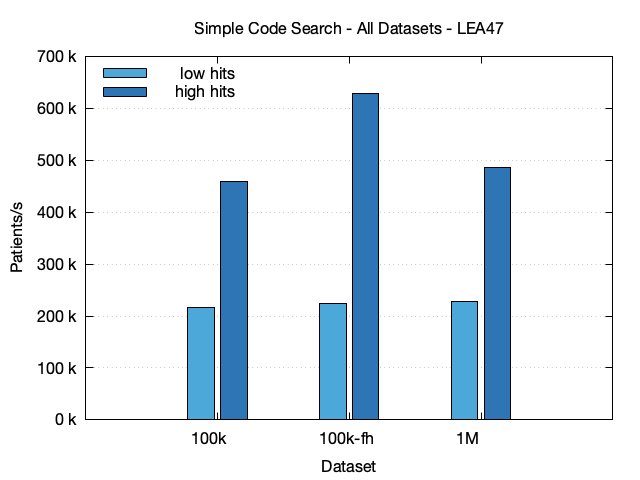 Simple Code Search - All Datasets - LEA47
700 k
low hits
high hits
600 k
500 k
400 k
300 k
200 k
100 k
0 k
Patients/s
100k
100k-fh
1M
Dataset